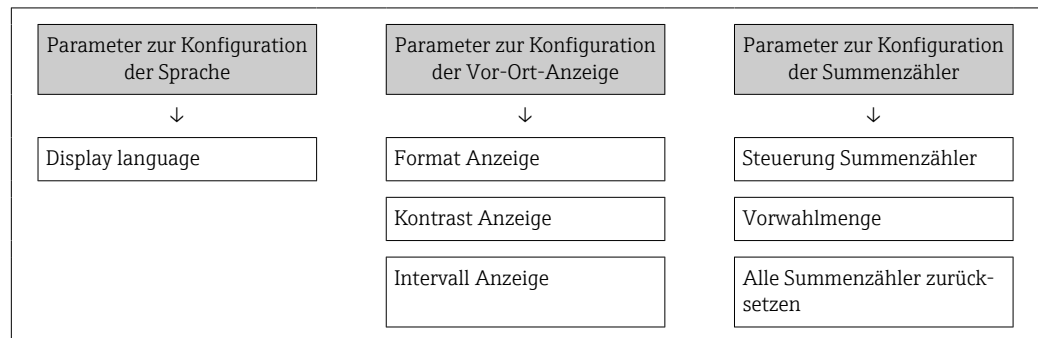 Parameter zur Konfiguration
der Sprache
↓
Display language
Parameter zur Konfiguration
der Vor-Ort-Anzeige
↓
Format Anzeige
Kontrast Anzeige
Intervall Anzeige
Parameter zur Konfiguration
der Summenzähler
↓
Steuerung Summenzähler
Vorwahlmenge
Alle Summenzähler zurück-
setzen